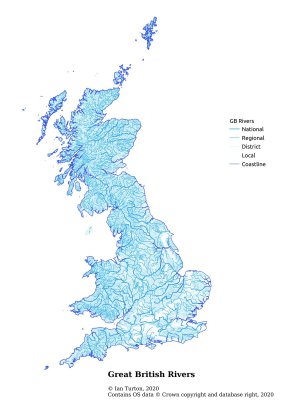 GB Rivers
National
Regional
District
Local
Coastline
Great British Rivers
© Ian Turton, 2020
Contains OS data © Crown copyright and database right, 2020